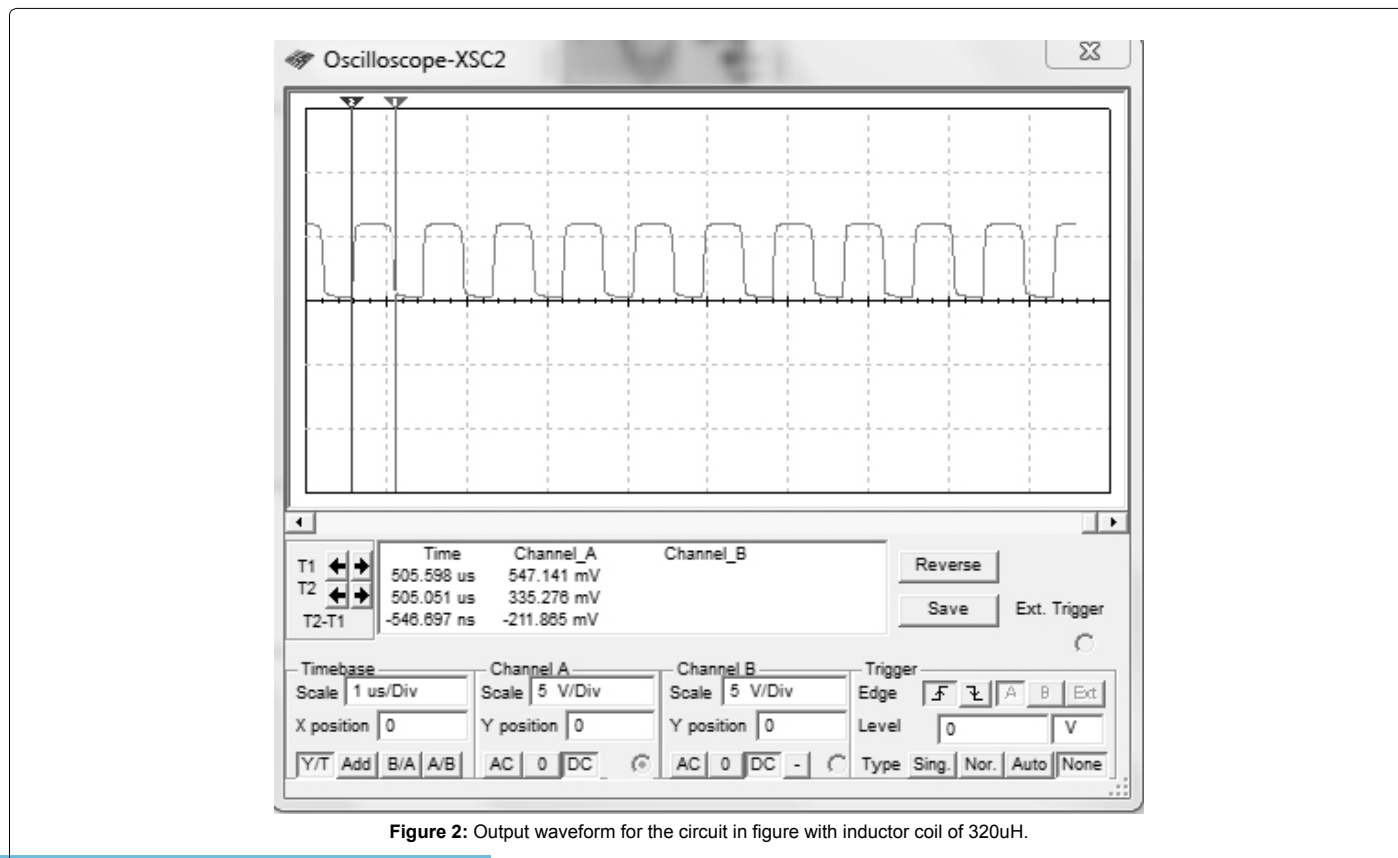 Oscilloscope-XSC2
2 1
Time Channel_A Channel_B
T1 505.598 us 547.141 mV
T2 505.051 us 335.276 mV
T2-T1 -546.697 ns -211.865 mV
Reverse
Save
Ext. Trigger
Timebase
Scale 1 us/Div
X position 0
Y/T Add B/A A/B
Channel A
Scale 5 V/Div
Y position 0
AC 0 DC
Channel B
Scale 5 V/Div
Y position 0
AC 0 DC -
Trigger
Edge A B Ext
Level 0 V
Type Sing. Nor. Auto None
Figure 2: Output waveform for the circuit in figure with inductor coil of 320uH.